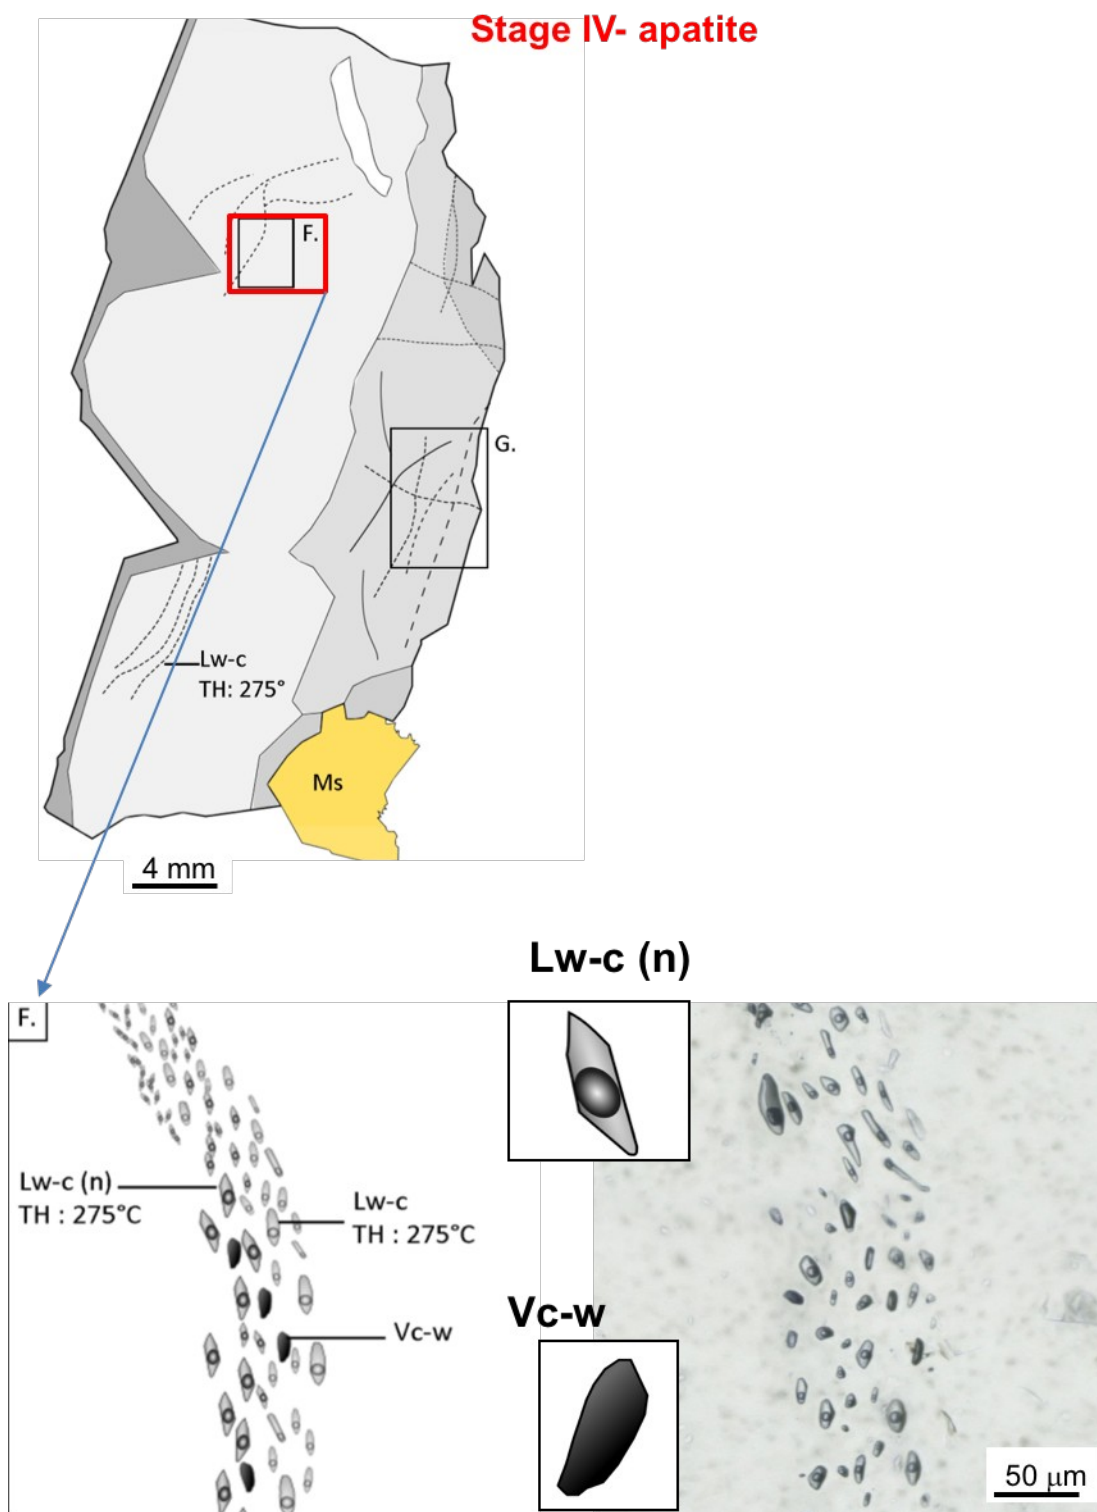 Stage IV- apatite
F.
G.
Lw-c
TH: 275°
Ms
4 mm
Lw-c (n)
F.
Lw-c (n)
TH : 275°C
Lw-c
TH : 275°C
Vc-w
Vc-w
50 μm